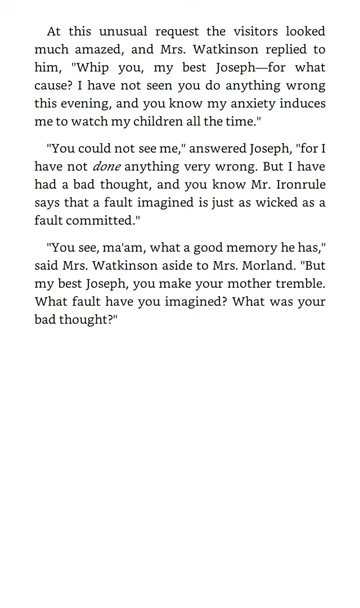 At this unusual request the visitors looked
much amazed, and Mrs. Watkinson replied to
him, "Whip you, my best Joseph—for what
cause? I have not seen you do anything wrong
this evening, and you know my anxiety induces
me to watch my children all the time."
"You could not see me," answered Joseph, "for I
have not done anything very wrong. But I have
had a bad thought, and you know Mr. Ironrule
says that a fault imagined is just as wicked as a
fault committed."
"You see, ma'am, what a good memory he has,"
said Mrs. Watkinson aside to Mrs. Morland. "But
my best Joseph, you make your mother tremble.
What fault have you imagined? What was your
bad thought?"